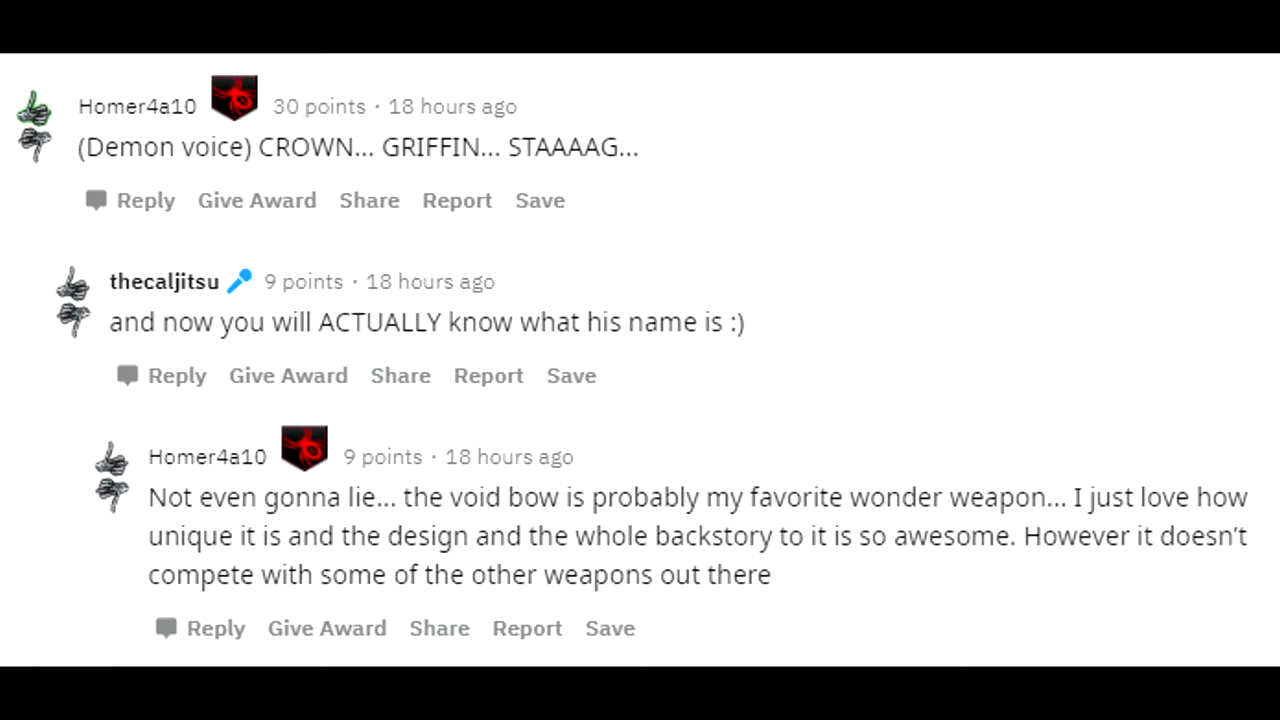 Homer4a10 30 points · 18 hours ago
(Demon voice) CROWN... GRIFFIN... STAAAAG...
Reply Give Award Share Report Save
thecaljitsu 9 points · 18 hours ago
and now you will ACTUALLY know what his name is :)
Reply Give Award Share Report Save
Homer4a10 9 points · 18 hours ago
Not even gonna lie... the void bow is probably my favorite wonder weapon... I just love how
unique it is and the design and the whole backstory to it is so awesome. However it doesn't
compete with some of the other weapons out there
Reply Give Award Share Report Save